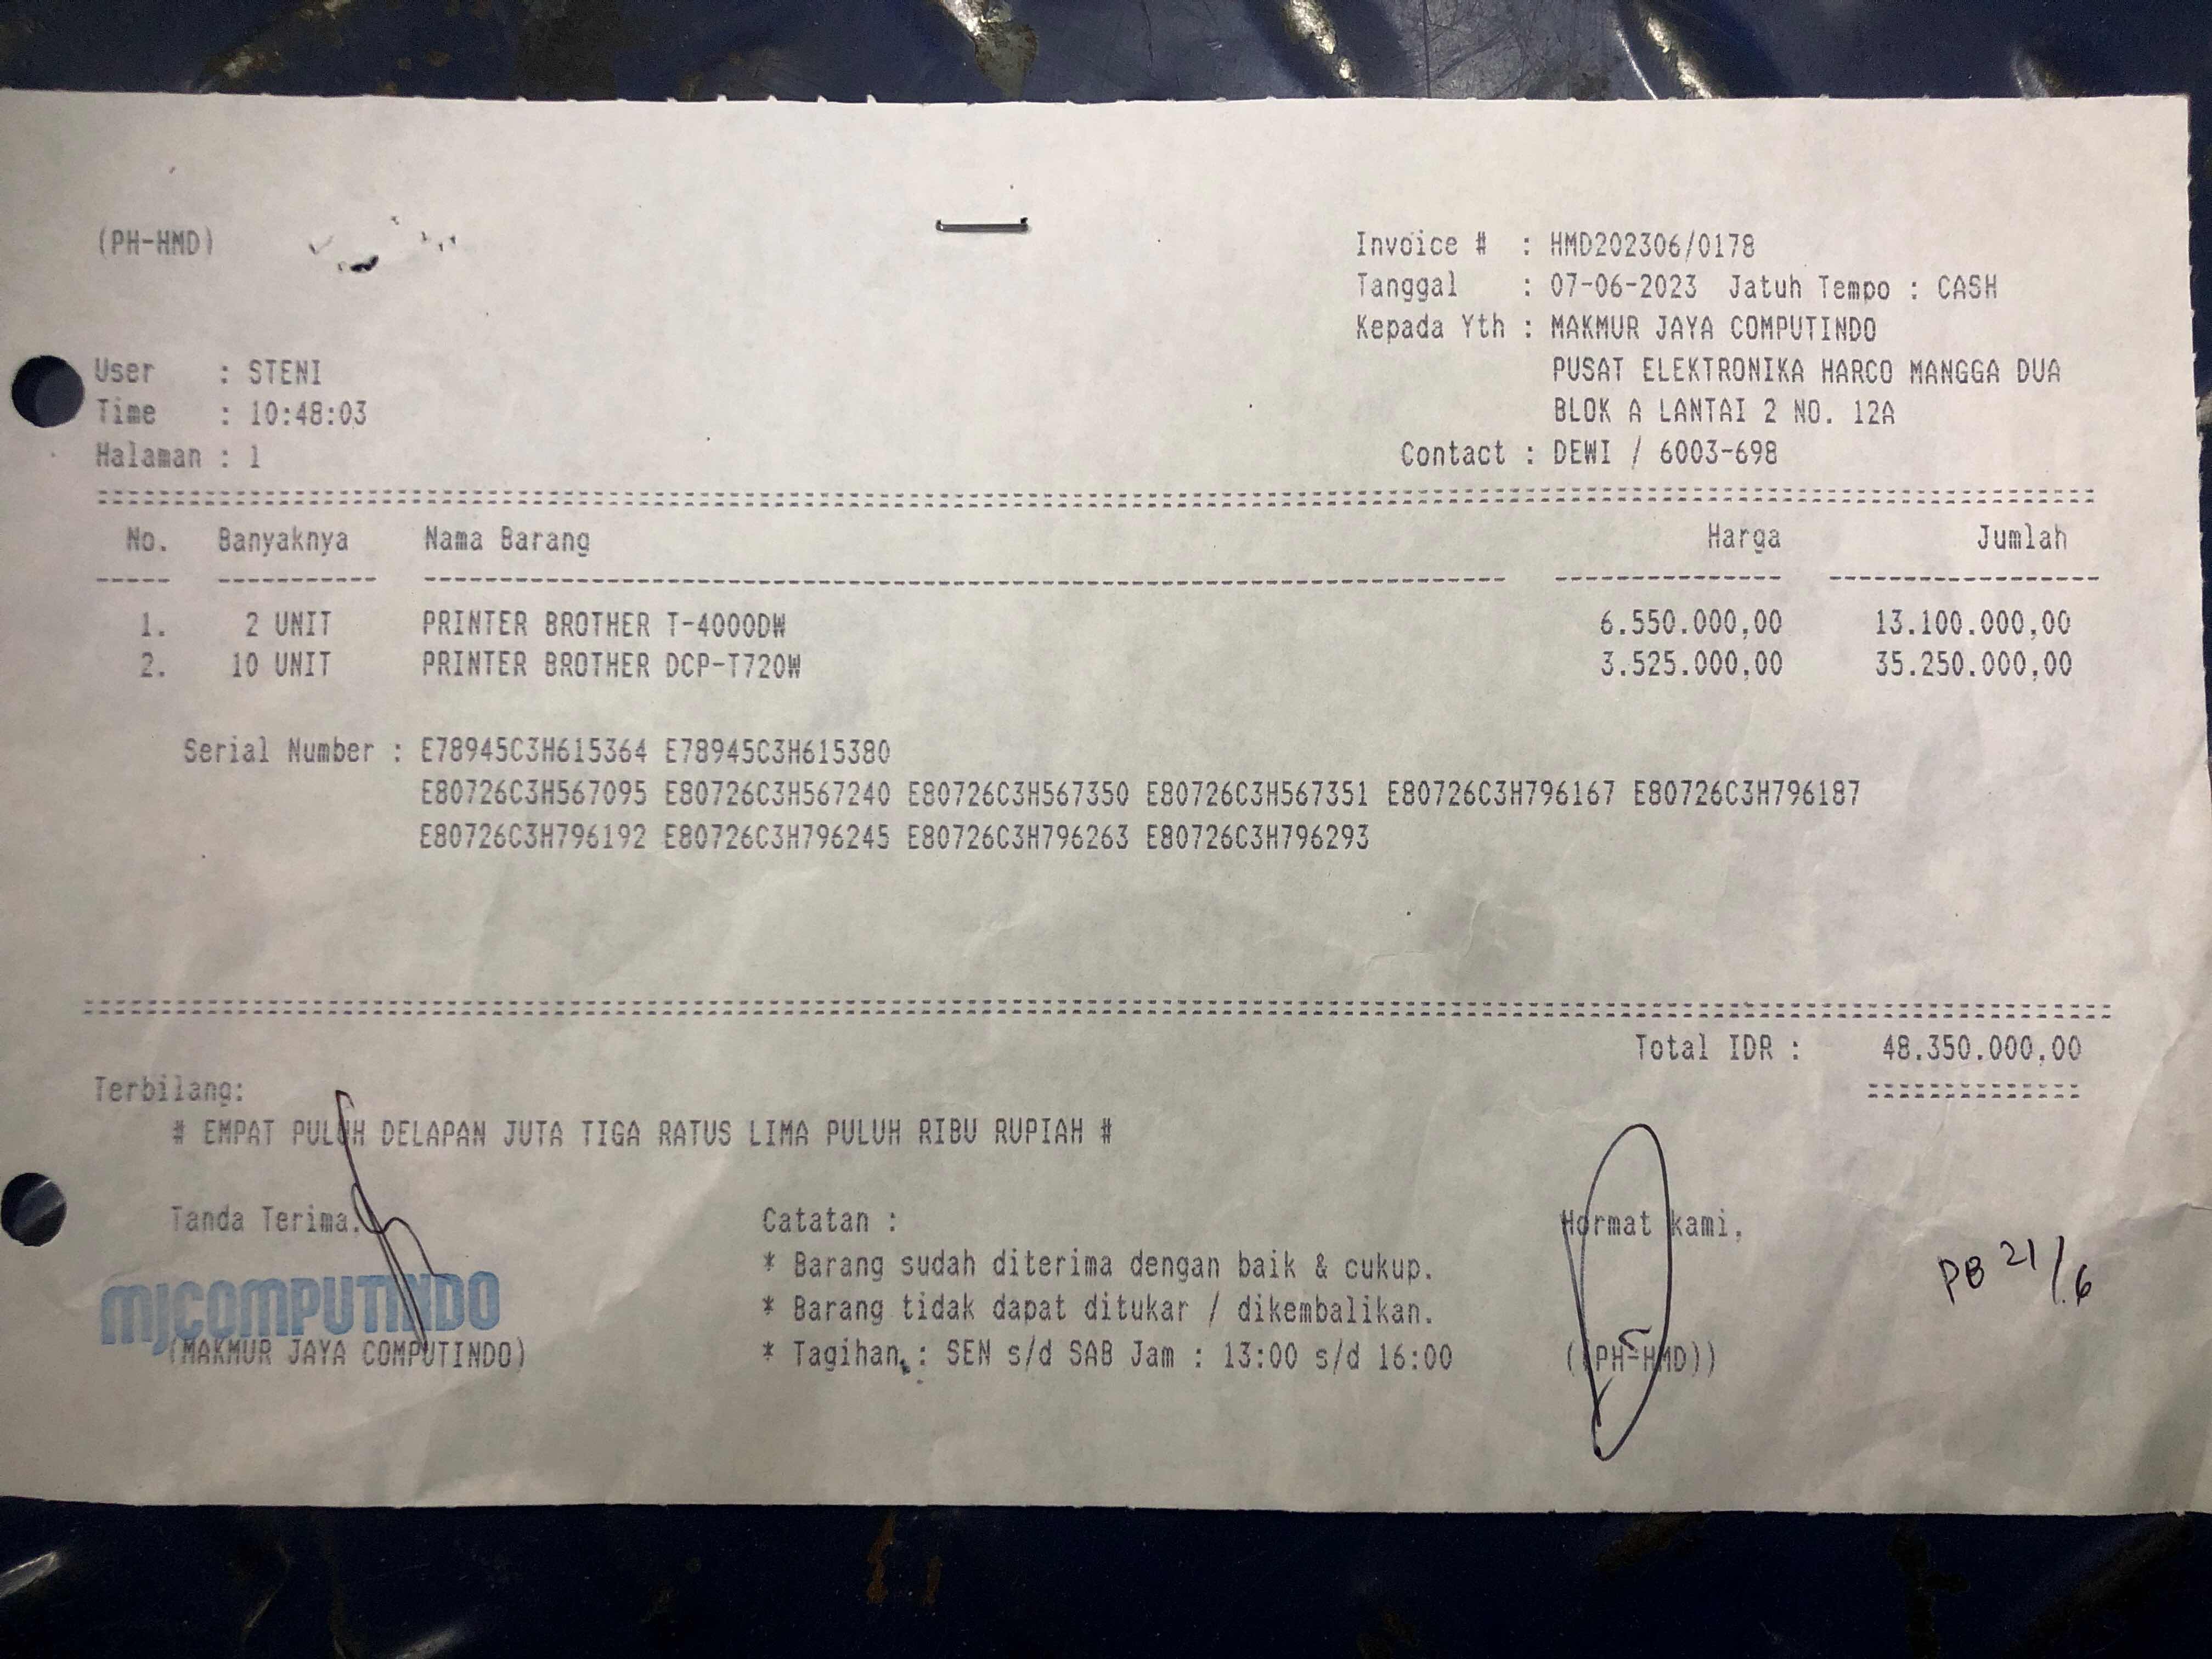 (PH-HMD)
Invoice # : HMD202306/0178
Tanggal : 07-06-2023 Jatuh Tempo : CASH
Kepada Yth : MAKMUR JAYA COMPUTINDO
PUSAT ELEKTRONIKA HARCO MANGGA DUA
BLOK A LANTAI 2 NO. 12A
Contact : DEWI / 6003-698
User : STENI
Time : 10:48:03
Halaman : 1
No. Banyaknya Nama Barang Harga Jumlah
1. 2 UNIT PRINTER BROTHER T-4000DW 6.550.000,00 13.100.000,00
2. 10 UNIT PRINTER BROTHER DCP-T720W 3.525.000,00 35.250.000,00
Serial Number : E78945C3H615364 E78945C3H615380
E80726C3H567095 E80726C3H567240 E80726C3H567350 E80726C3H567351 E80726C3H796167 E80726C3H796187
E80726C3H796192 E80726C3H796245 E80726C3H796263 E80726C3H796293
Total IDR : 48.350.000,00
Terbilang:
# EMPAT PULUH DELAPAN JUTA TIGA RATUS LIMA PULUH RIBU RUPIAH #
Tanda Terima,
mjCOMPUTINDO
(MAKMUR JAYA COMPUTINDO)
Catatan :
* Barang sudah diterima dengan baik & cukup.
* Barang tidak dapat ditukar / dikembalikan.
* Tagihan : SEN s/d SAB Jam : 13:00 s/d 16:00
Hormat kami,
((PH-HMD))
PB 21/6